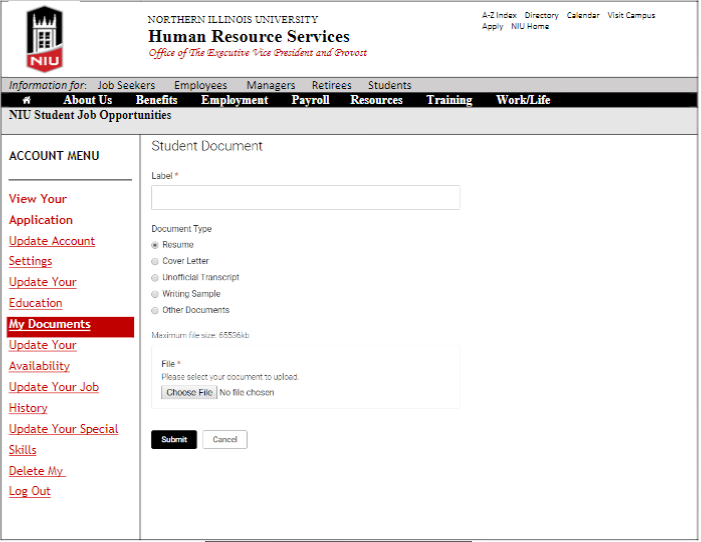 NIU
NORTHERN ILLINOIS UNIVERSITY
Human Resource Services
Office of The Executive Vice President and Provost
A-Z Index Directory Calendar Visit Campus
Apply NIU Home
Information for: Job Seekers Employees Managers Retirees Students
About Us Benefits Employment Payroll Resources Training Work/Life
NIU Student Job Opportunities
ACCOUNT MENU
View Your
Application
Update Account
Settings
Update Your
Education
My Documents
Update Your
Availability
Update Your Job
History
Update Your Special
Skills
Delete My
Log Out
Student Document
Label *
Document Type
Resume
Cover Letter
Unofficial Transcript
Writing Sample
Other Documents
Maximum file size: 65536kb
File *
Please select your document to upload.
Choose File No file chosen
Submit Cancel